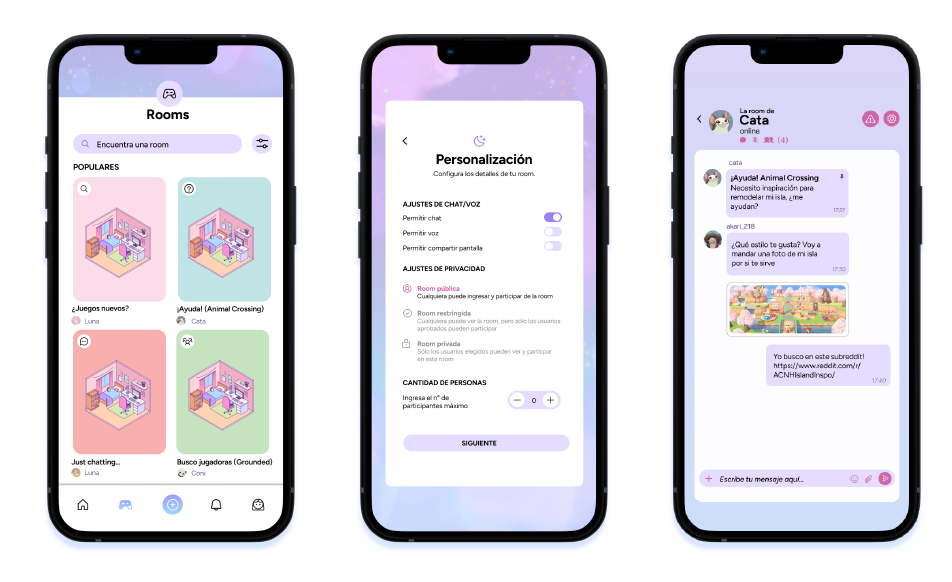 Rooms
Encuentra una room
POPULARES
¿Juegos nuevos?
Luna
¡Ayuda! (Animal Crossing)
Cata
Just chatting...
Luna
Busco jugadoras (Grounded)
Coni
Personalización
Configura los detalles de tu room.
AJUSTES DE CHAT/VOZ
Permitir chat
Permitir voz
Permitir compartir pantalla
AJUSTES DE PRIVACIDAD
Room pública
Cualquiera puede ingresar y participar de la room
Room restringida
Cualquiera puede ver la room, pero sólo los usuarios
aprobados pueden participar
Room privada
Sólo los usuarios elegidos pueden ver y participar
en esta room
CANTIDAD DE PERSONAS
Ingresa el n° de
participantes máximo
0
SIGUIENTE
La room de
Cata
online
(4)
cata
¡Ayuda! Animal Crossing
Necesito inspiración para
remodelar mi isla, ¿me
ayudan?
17:27
akari_218
¿Qué estilo te gusta? Voy a
mandar una foto de mi isla
por si te sirve
17:30
Yo busco en este subreddit!
https://www.reddit.com/r/
ACNHIslandInspo/
17:40
Escribe tu mensaje aquí...